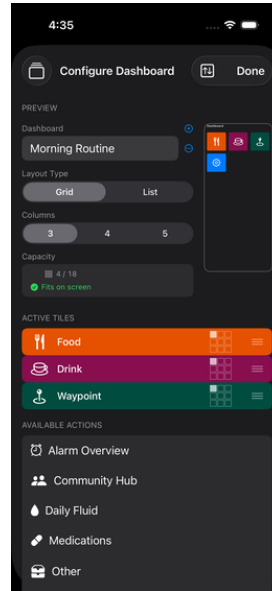 4:35
Configure Dashboard
Done
PREVIEW
Dashboard
Morning Routine
Layout Type
Grid List
Columns
3 4 5
Capacity
4 / 18
Fits on screen
Dashboard
ACTIVE TILES
Food
Drink
Waypoint
AVAILABLE ACTIONS
Alarm Overview
Community Hub
Daily Fluid
Medications
Other